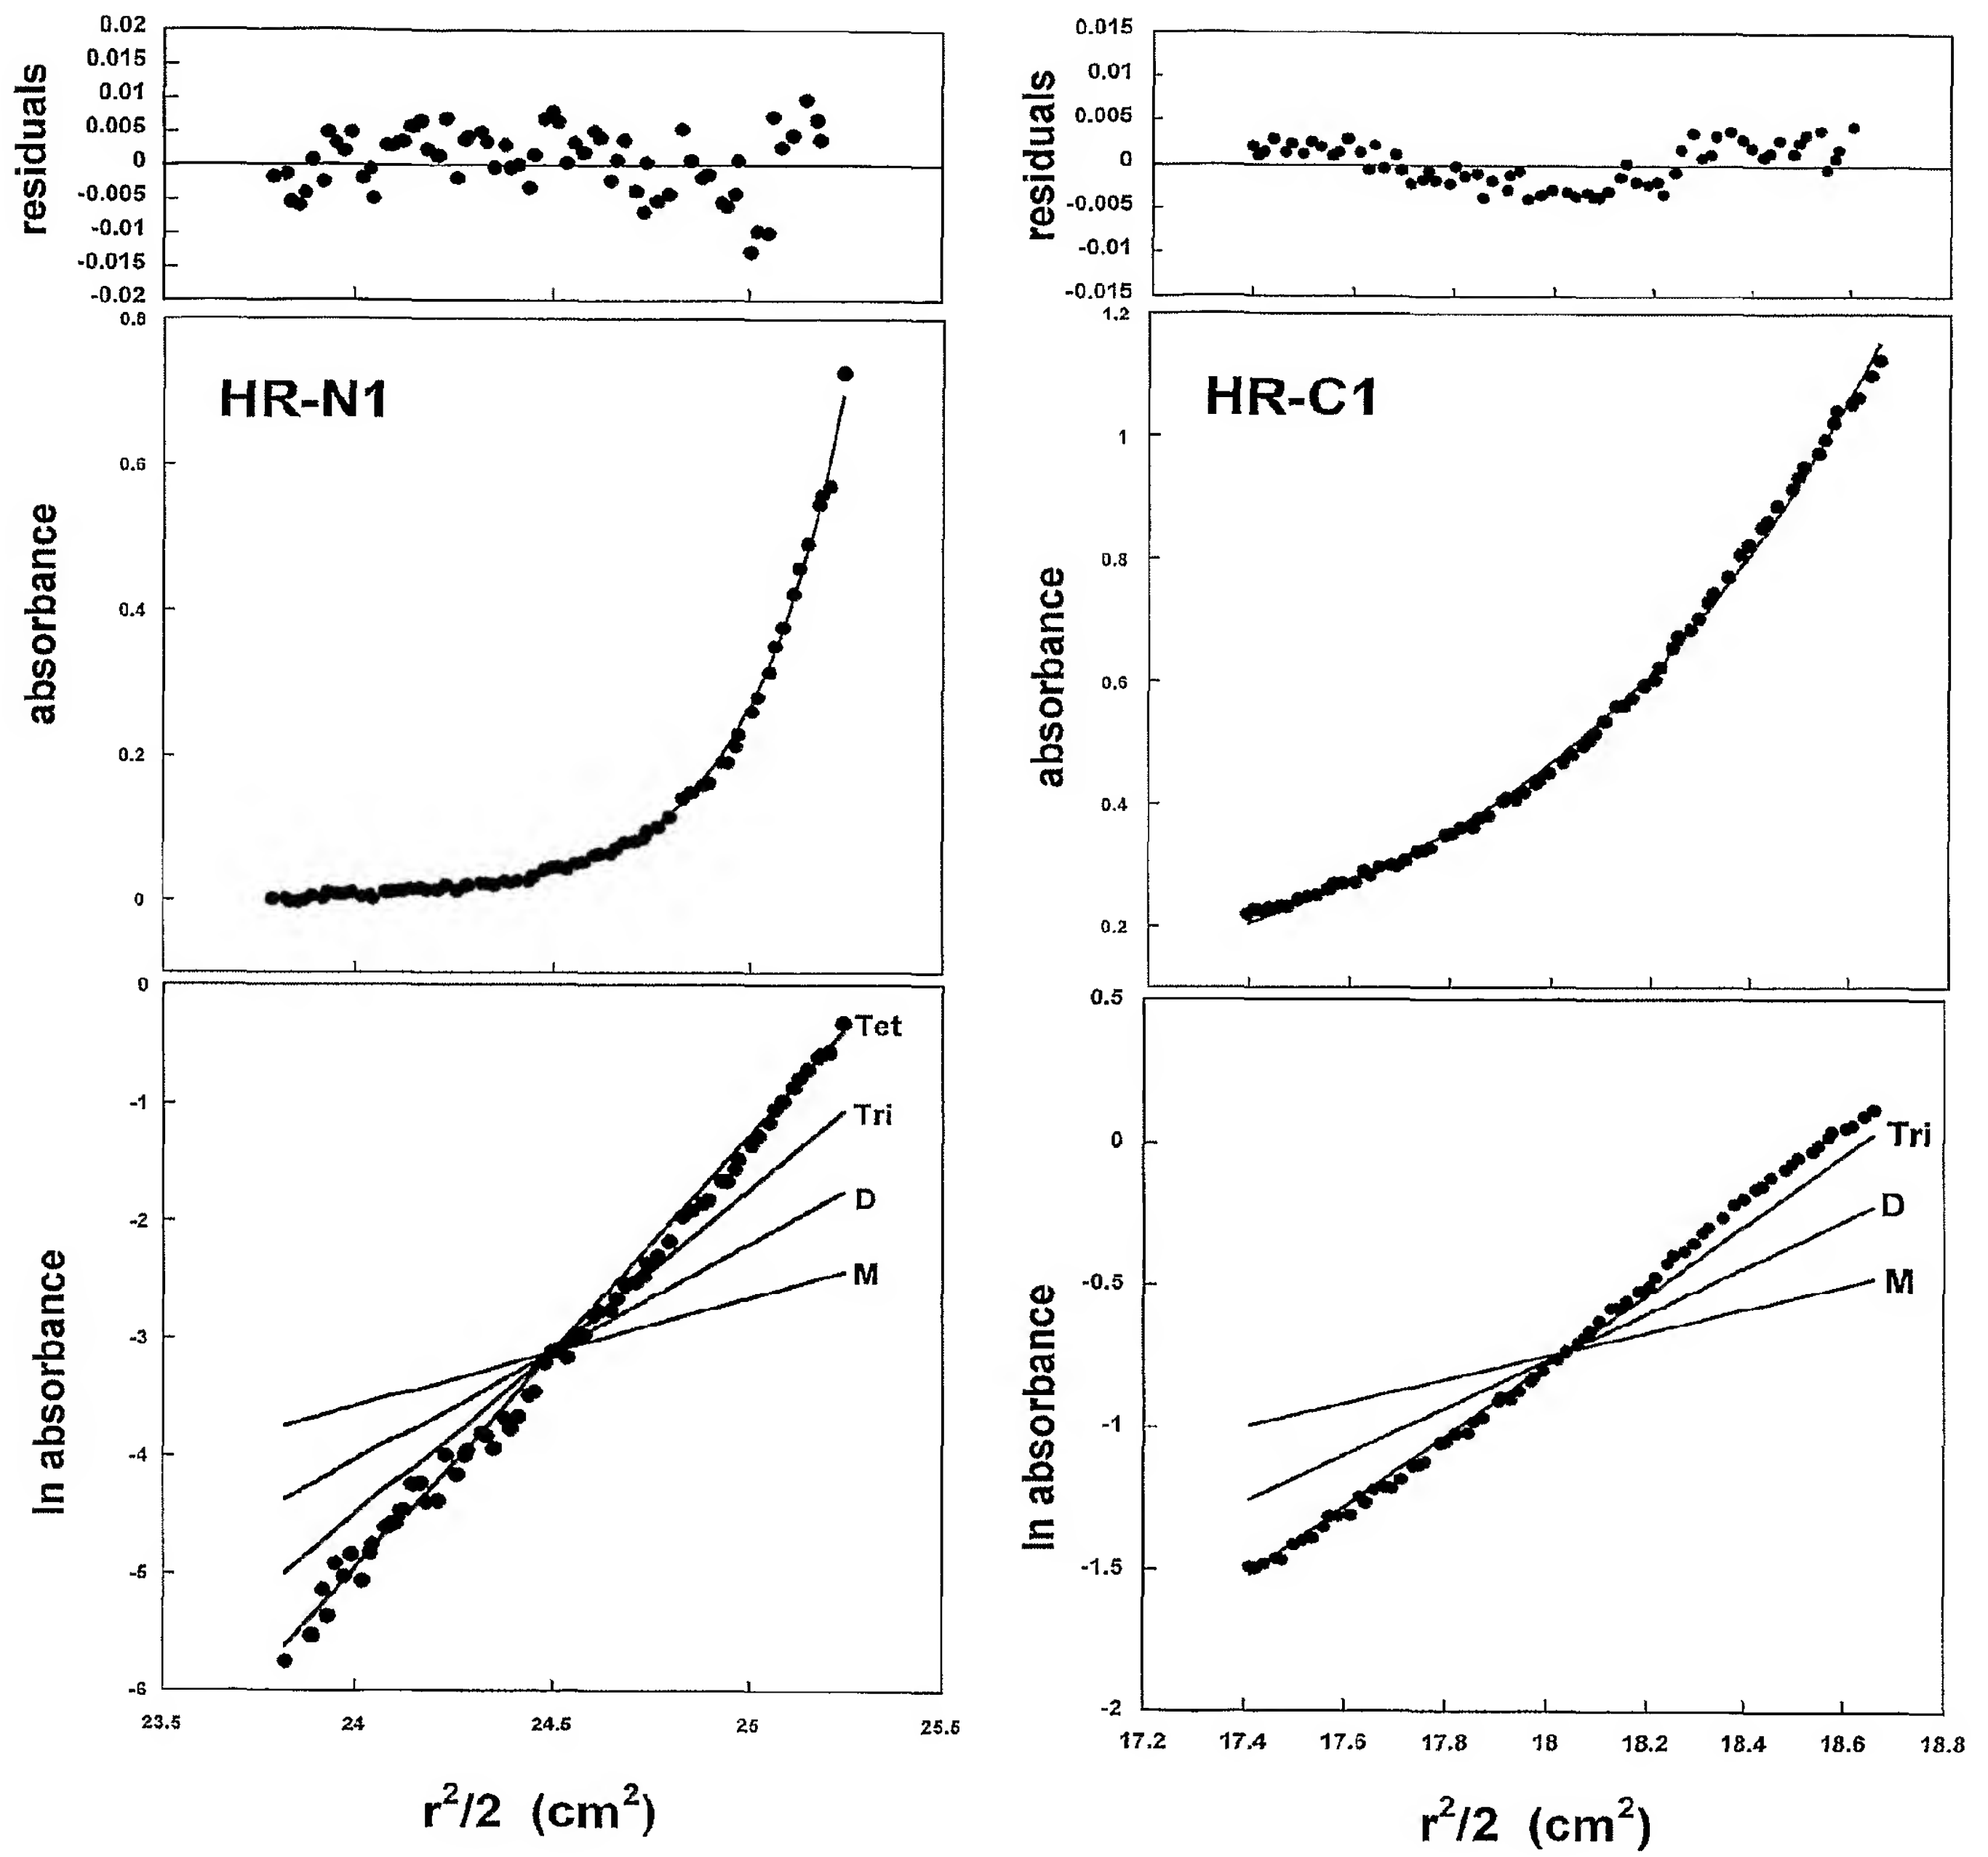 residuals
0.02
0.015
0.01
0.005
0
-0.005
-0.01
-0.015
-0.02
residuals
0.015
0.01
0.005
0
-0.005
-0.01
-0.015
absorbance
0.8
0.6
0.4
0.2
0
HR-N1
absorbance
1.2
1
0.8
0.6
0.4
0.2
HR-C1
ln absorbance
0
-1
-2
-3
-4
-5
-6
Tet
Tri
D
M
23.5 24 24.5 25 25.5
r²/2 (cm²)
ln absorbance
0.5
0
-0.5
-1
-1.5
-2
Tri
D
M
17.2 17.4 17.6 17.8 18 18.2 18.4 18.6 18.8
r²/2 (cm²)